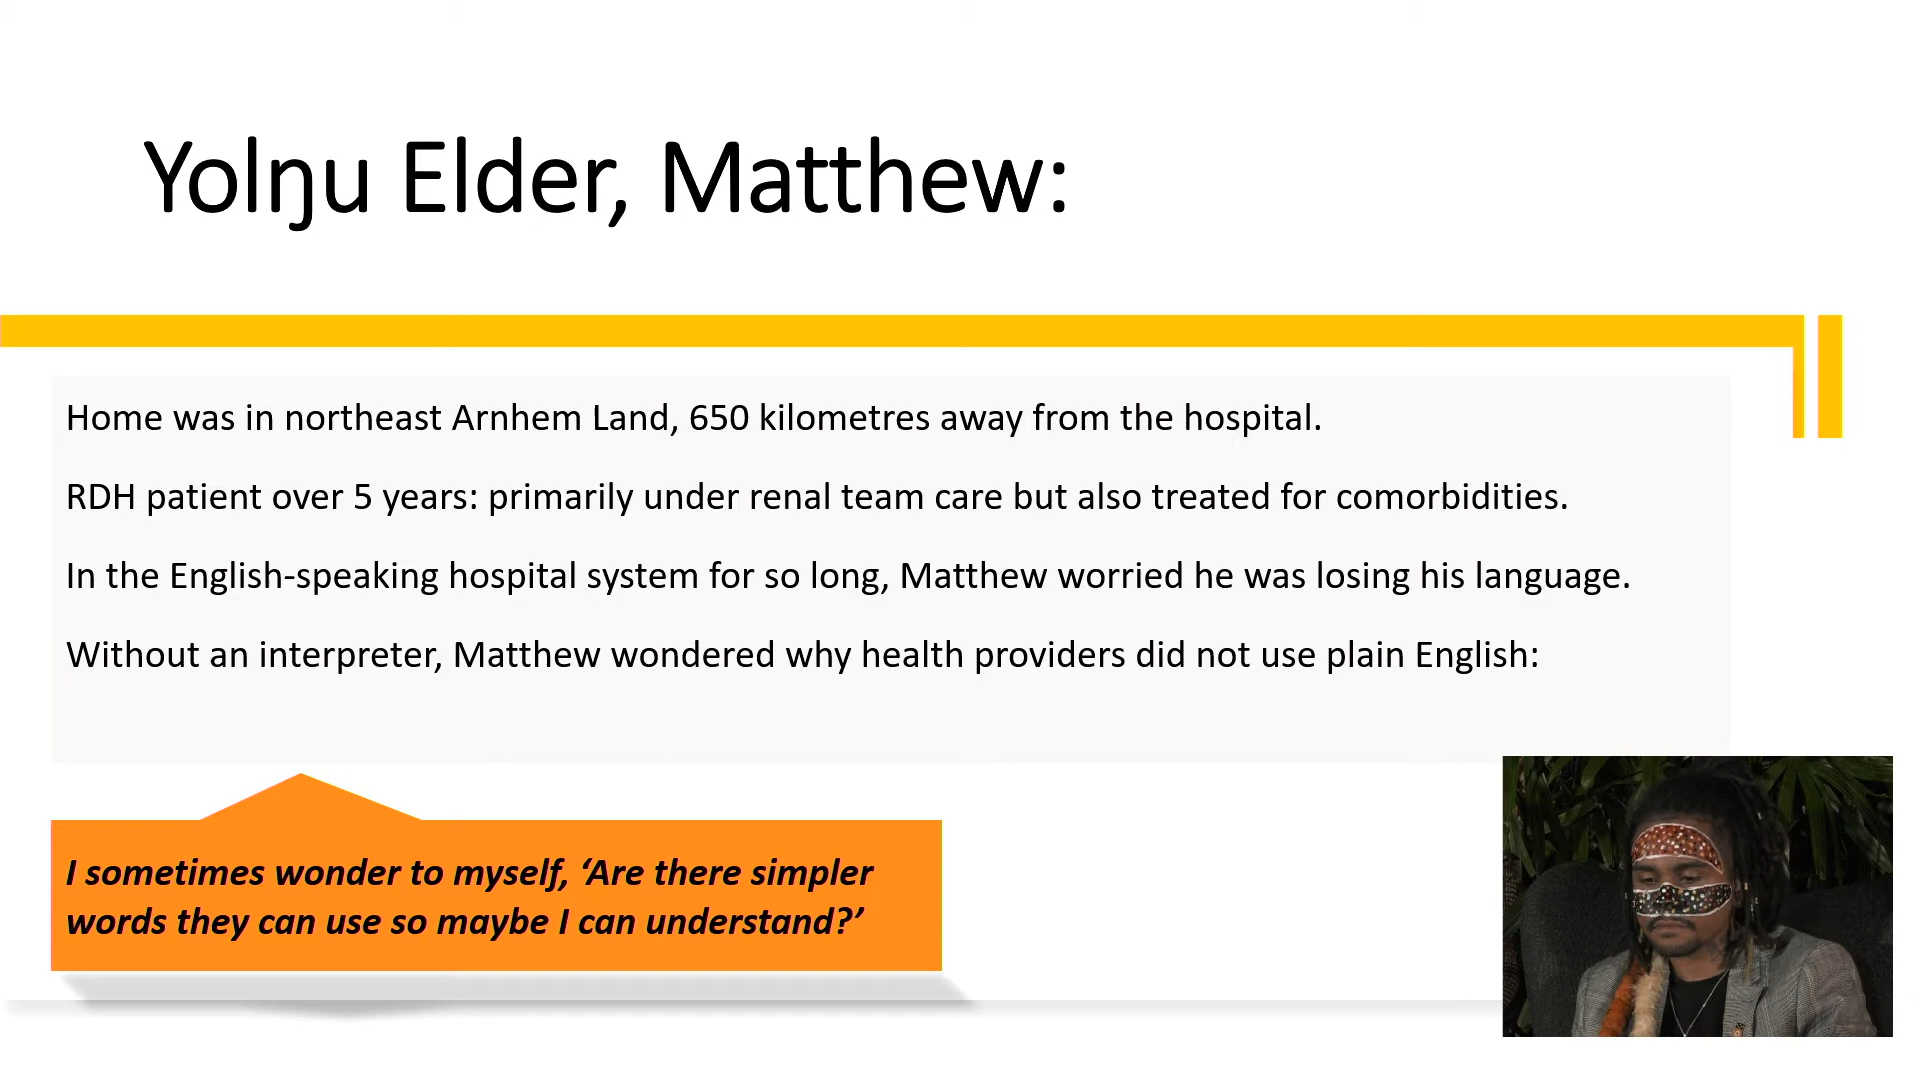 Yolŋu Elder, Matthew:
Home was in northeast Arnhem Land, 650 kilometres away from the hospital.
RDH patient over 5 years: primarily under renal team care but also treated for comorbidities.
In the English-speaking hospital system for so long, Matthew worried he was losing his language.
Without an interpreter, Matthew wondered why health providers did not use plain English:
I sometimes wonder to myself, ‘Are there simpler
words they can use so maybe I can understand?’